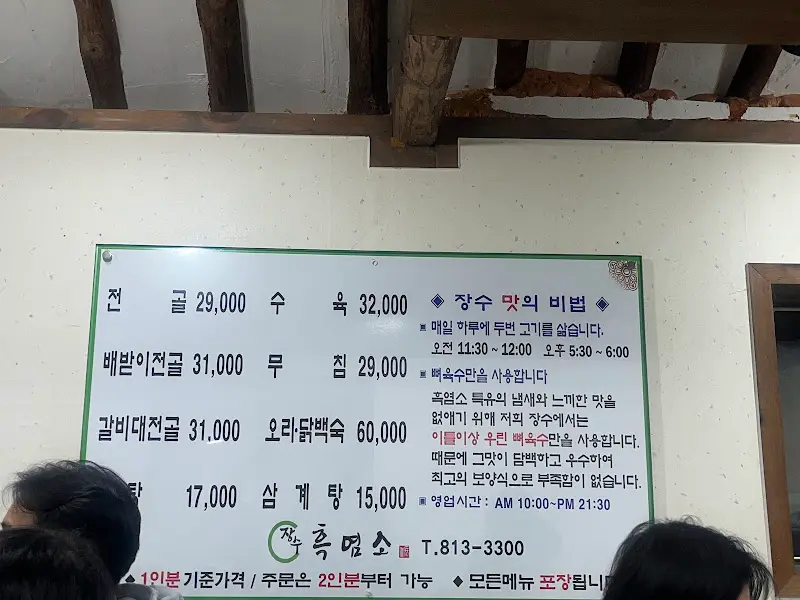 전 골 29,000 수 육 32,000
배받이전골 31,000 무 침 29,000
갈비대전골 31,000 오리·닭백숙 60,000
탕 17,000 삼 계 탕 15,000
장수 흑염소 T.813-3300
◆ 1인분 기준가격 / 주문은 2인분부터 가능 ◆ 모든메뉴 포장됩니
◈ 장수 맛의 비법 ◈
▣ 매일 하루에 두번 고기를 삶습니다.
오전 11:30 ~ 12:00 오후 5:30 ~ 6:00
▣ 뼈육수만을 사용합니다
흑염소 특유의 냄새와 느끼한 맛을
없애기 위해 저희 장수에서는
이틀이상 우린 뼈육수만을 사용합니다.
때문에 그맛이 담백하고 우수하여
최고의 보양식으로 부족함이 없습니다.
▣ 영업시간 : AM 10:00~PM 21:30